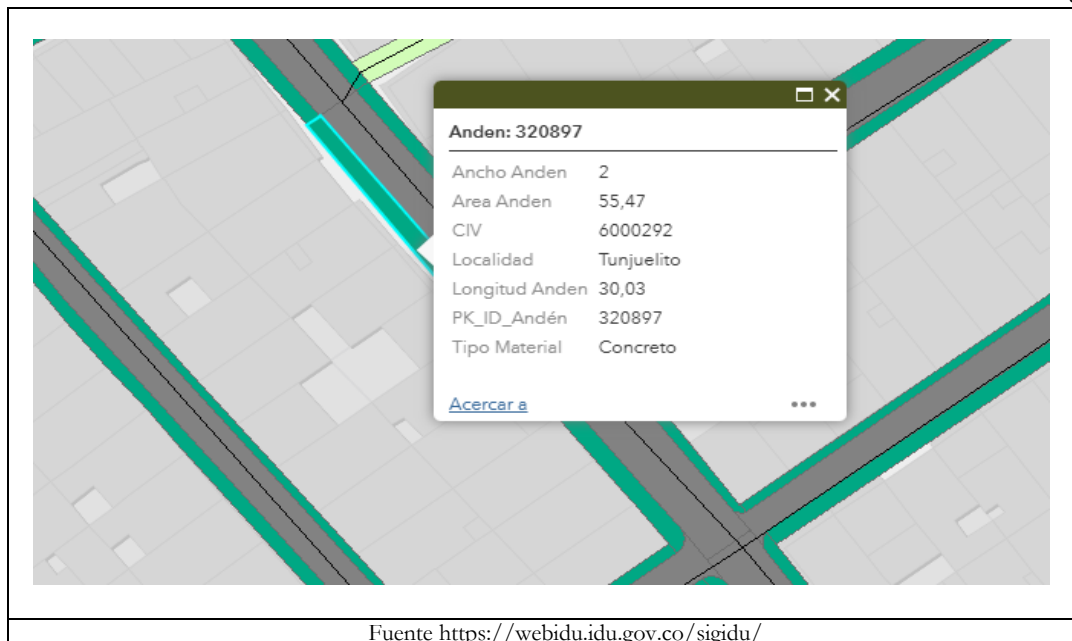 Anden: 320897
Ancho Anden 2
Area Anden 55,47
CIV 6000292
Localidad Tunjuelito
Longitud Anden 30,03
PK_ID_Andén 320897
Tipo Material Concreto
Acercar a
Fuente https://webidu.idu.gov.co/sigidu/